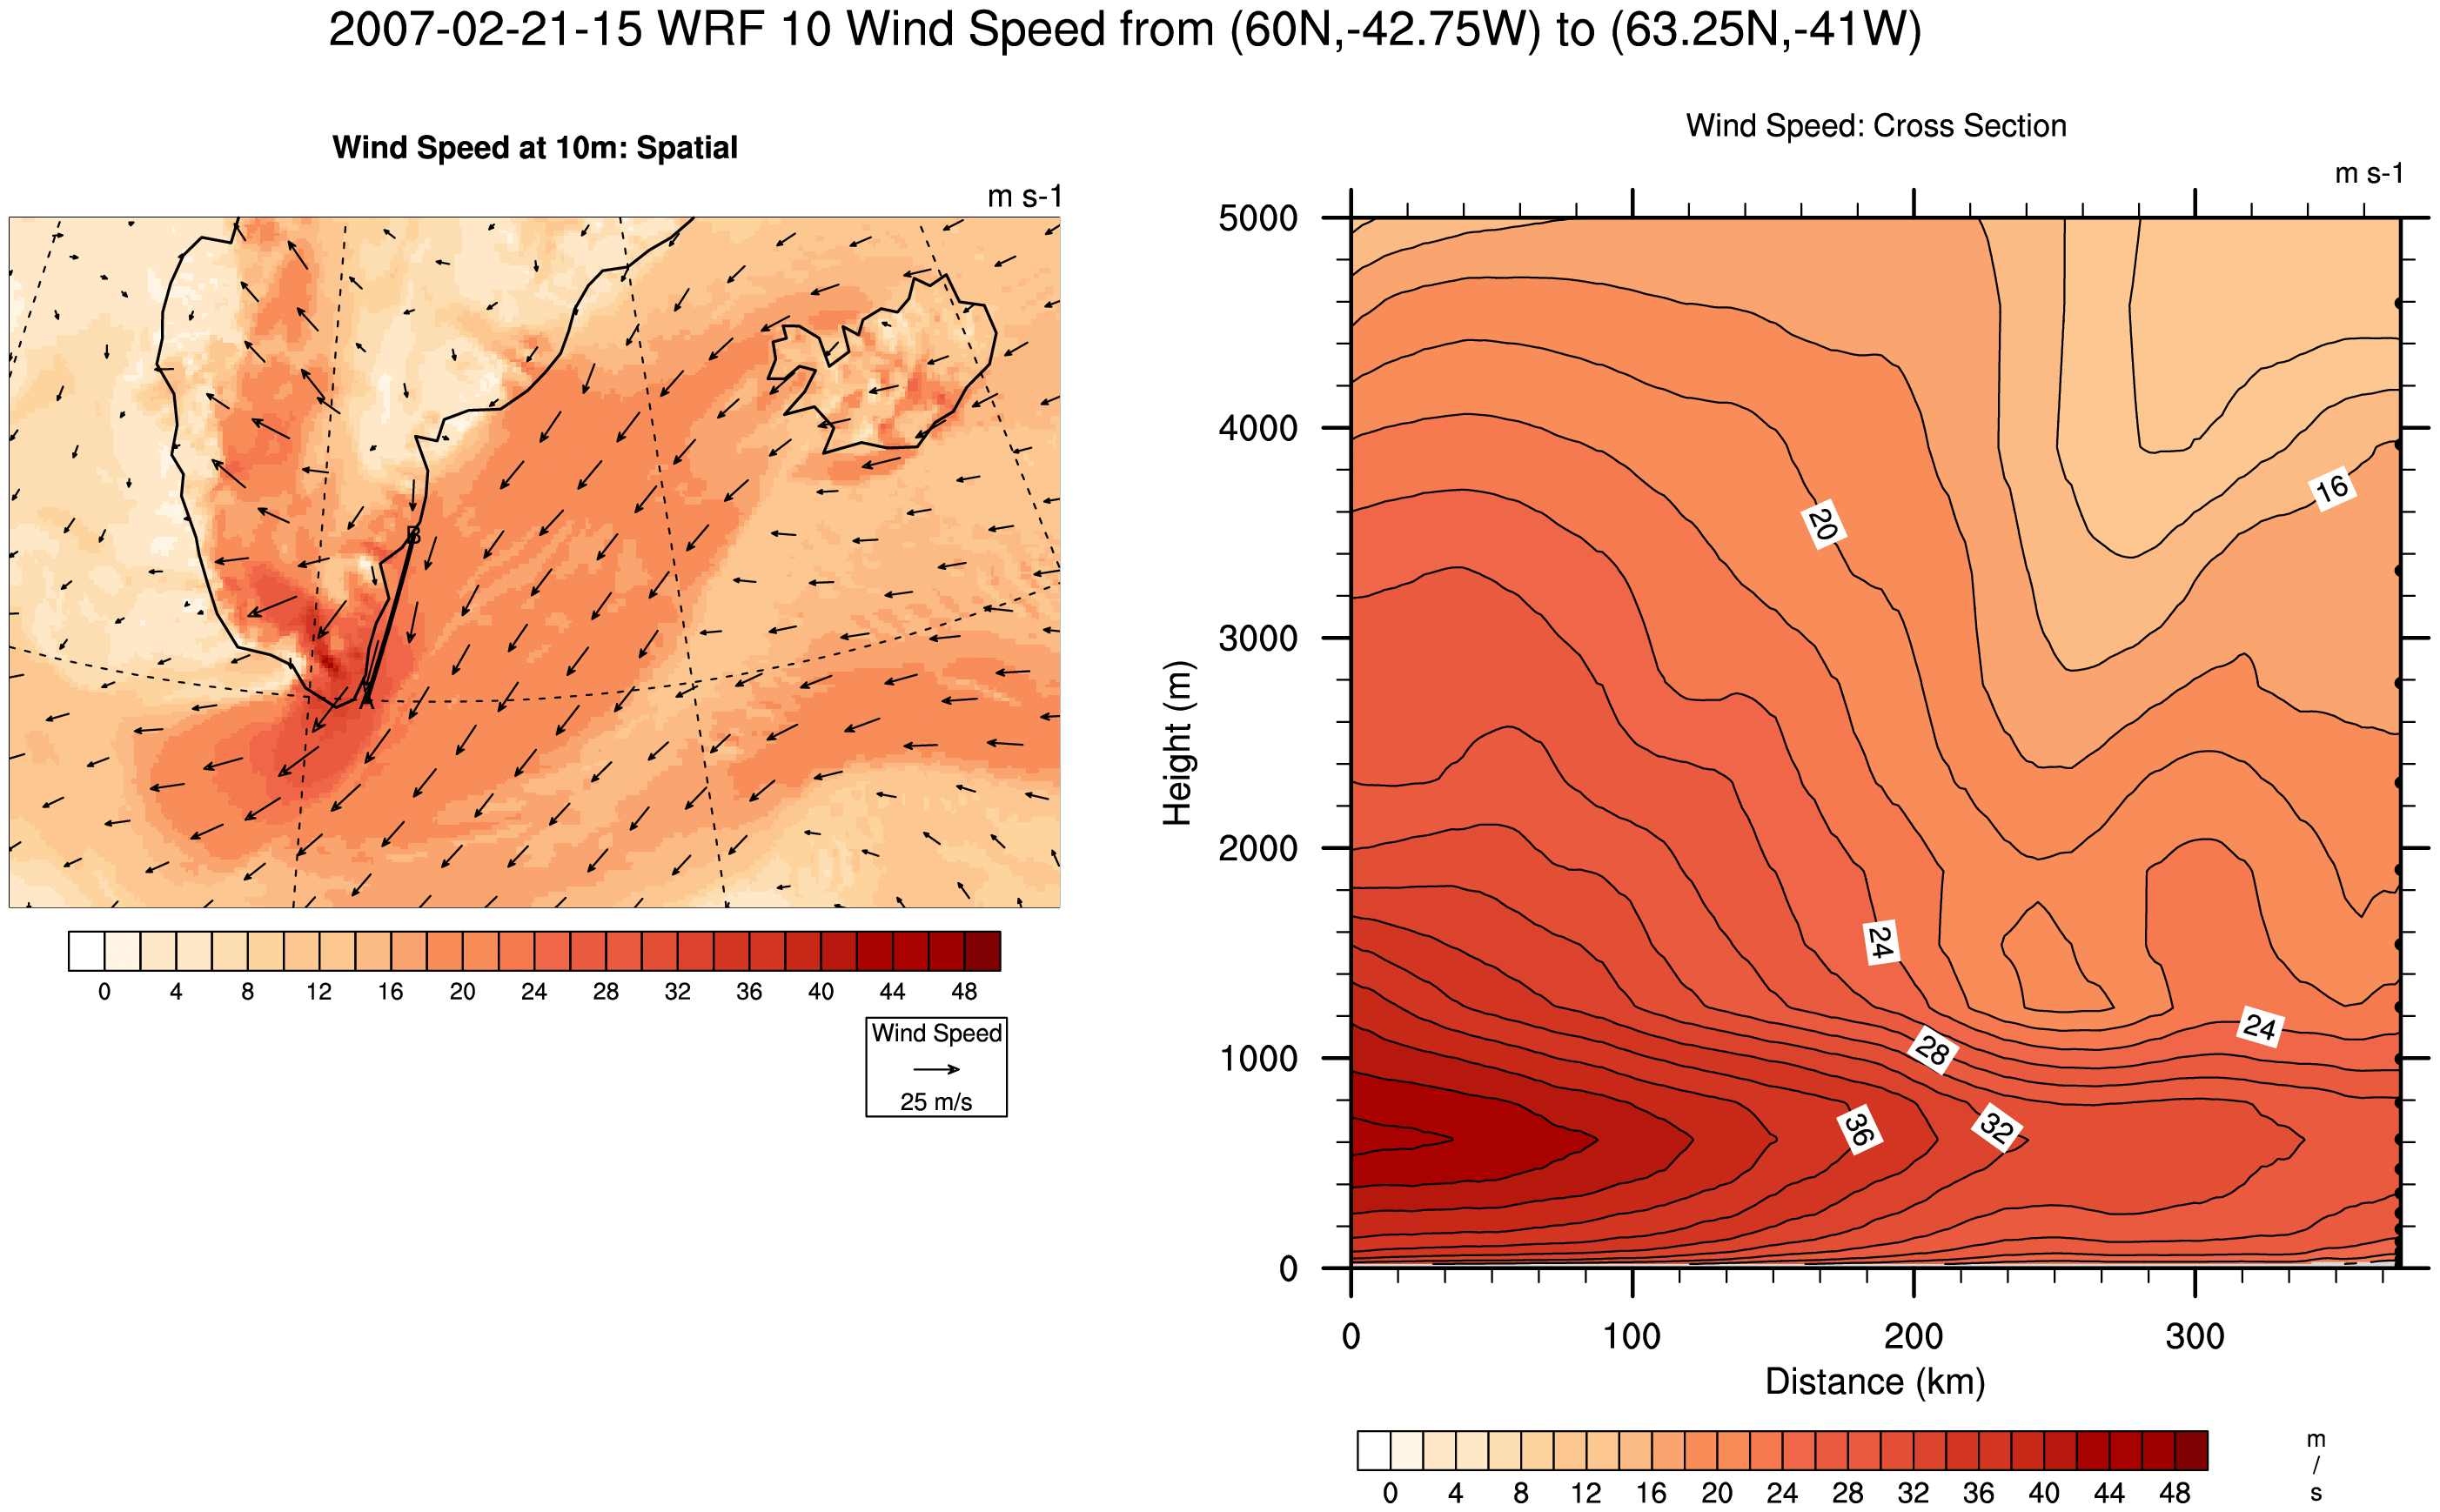 2007-02-21-15 WRF 10 Wind Speed from (60N,-42.75W) to (63.25N,-41W)
Wind Speed at 10m: Spatial
m s-1
B
A
0 4 8 12 16 20 24 28 32 36 40 44 48
Wind Speed
25 m/s
Wind Speed: Cross Section
m s-1
Height (m)
5000
4000
3000
2000
1000
0
16
20
24
24
28
32
36
0 100 200 300
Distance (km)
0 4 8 12 16 20 24 28 32 36 40 44 48
m
/
s